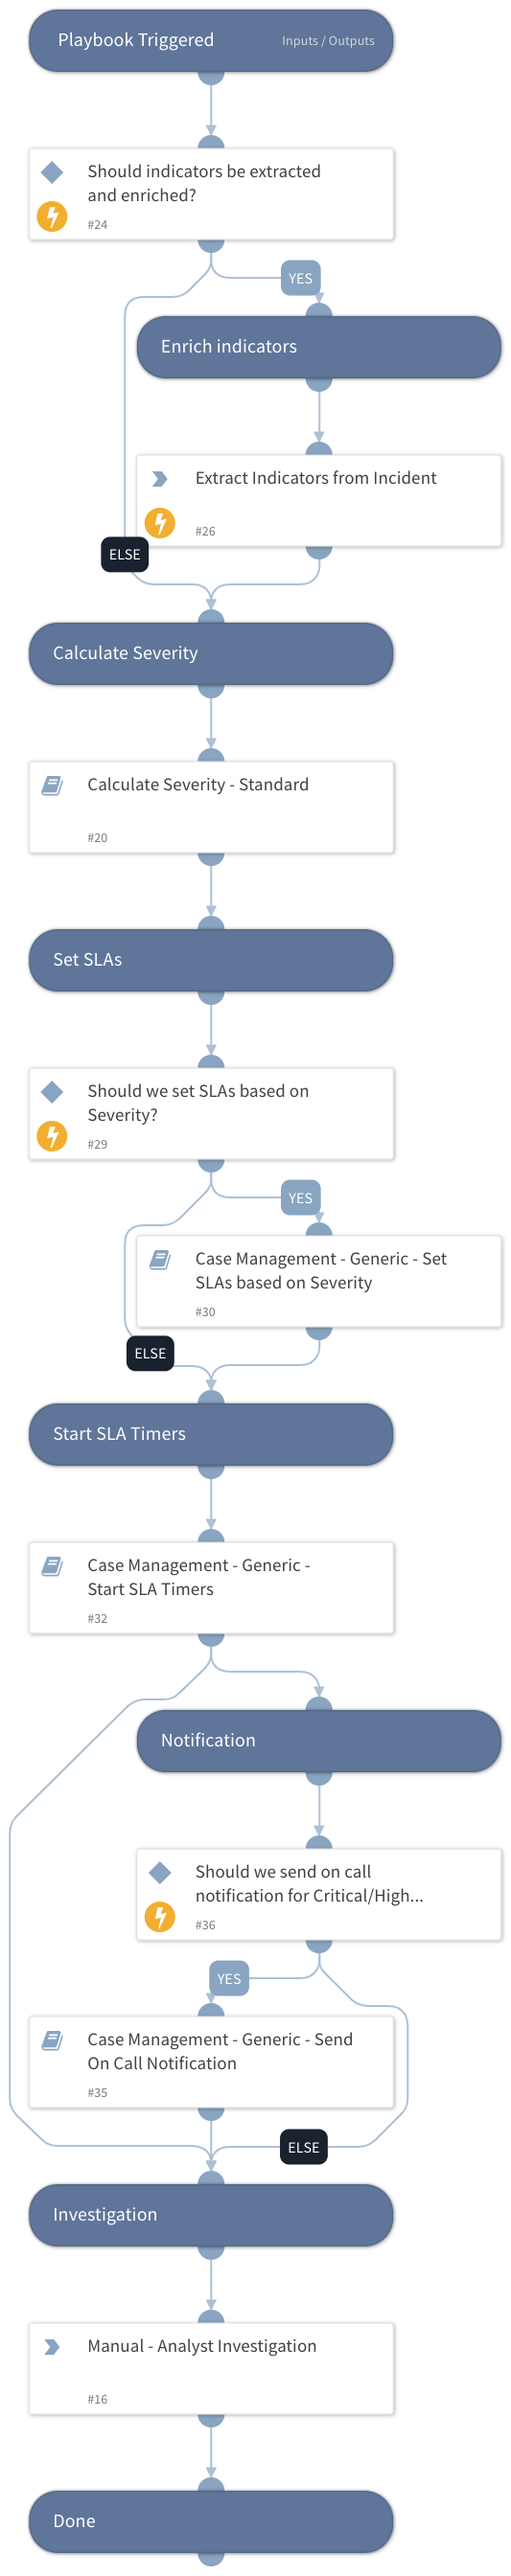 Playbook Triggered
Inputs / Outputs
Should indicators be extracted
and enriched?
#24
YES
Enrich indicators
Extract Indicators from Incident
#26
ELSE
Calculate Severity
Calculate Severity - Standard
#20
Set SLAs
Should we set SLAs based on
Severity?
#29
YES
Case Management - Generic - Set
SLAs based on Severity
#30
ELSE
Start SLA Timers
Case Management - Generic -
Start SLA Timers
#32
Notification
Should we send on call
notification for Critical/High...
#36
YES
Case Management - Generic - Send
On Call Notification
#35
ELSE
Investigation
Manual - Analyst Investigation
#16
Done